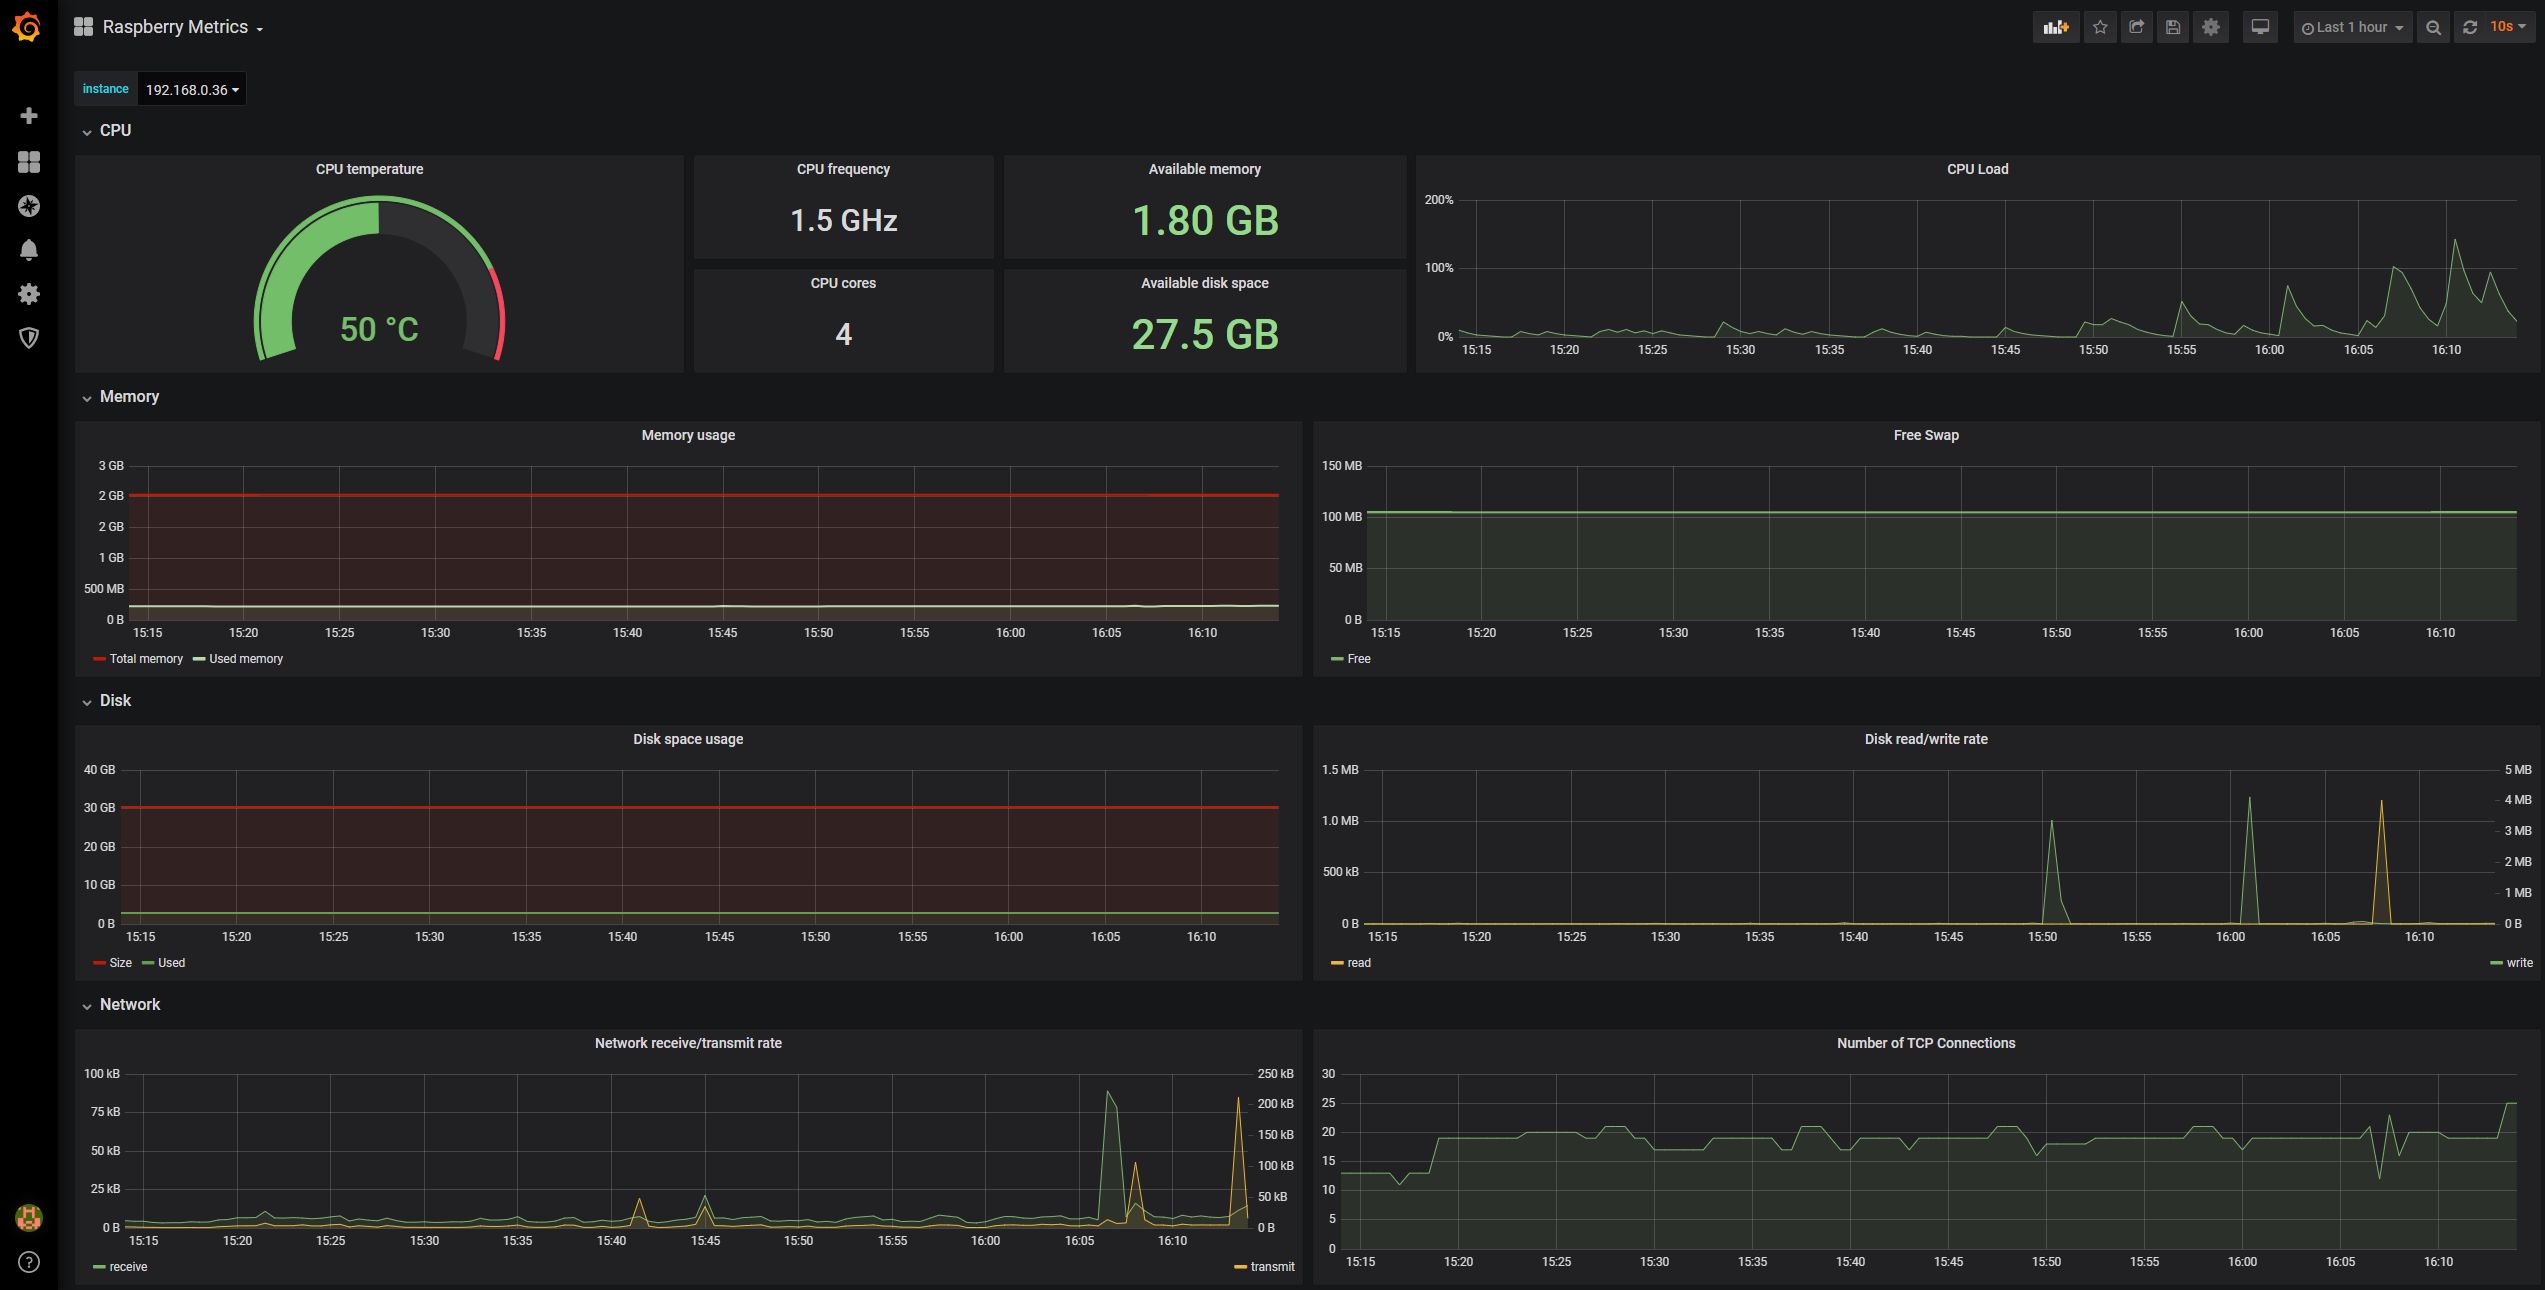 Raspberry Metrics
Last 1 hour
10s
instance 192.168.0.36
CPU
CPU temperature
50 °C
CPU frequency
1.5 GHz
CPU cores
4
Available memory
1.80 GB
Available disk space
27.5 GB
CPU Load
200%
100%
0%
15:15 15:20 15:25 15:30 15:35 15:40 15:45 15:50 15:55 16:00 16:05 16:10
Memory
Memory usage
3 GB
2 GB
2 GB
1 GB
500 MB
0 B
15:15 15:20 15:25 15:30 15:35 15:40 15:45 15:50 15:55 16:00 16:05 16:10
Total memory Used memory
Free Swap
150 MB
100 MB
50 MB
0 B
15:15 15:20 15:25 15:30 15:35 15:40 15:45 15:50 15:55 16:00 16:05 16:10
Free
Disk
Disk space usage
40 GB
30 GB
20 GB
10 GB
0 B
15:15 15:20 15:25 15:30 15:35 15:40 15:45 15:50 15:55 16:00 16:05 16:10
Size Used
Disk read/write rate
1.5 MB
1.0 MB
500 kB
0 B
5 MB
4 MB
3 MB
2 MB
1 MB
0 B
15:15 15:20 15:25 15:30 15:35 15:40 15:45 15:50 15:55 16:00 16:05 16:10
read write
Network
Network receive/transmit rate
100 kB
75 kB
50 kB
25 kB
0 B
250 kB
200 kB
150 kB
100 kB
50 kB
0 B
15:15 15:20 15:25 15:30 15:35 15:40 15:45 15:50 15:55 16:00 16:05 16:10
receive transmit
Number of TCP Connections
30
25
20
15
10
5
0
15:15 15:20 15:25 15:30 15:35 15:40 15:45 15:50 15:55 16:00 16:05 16:10